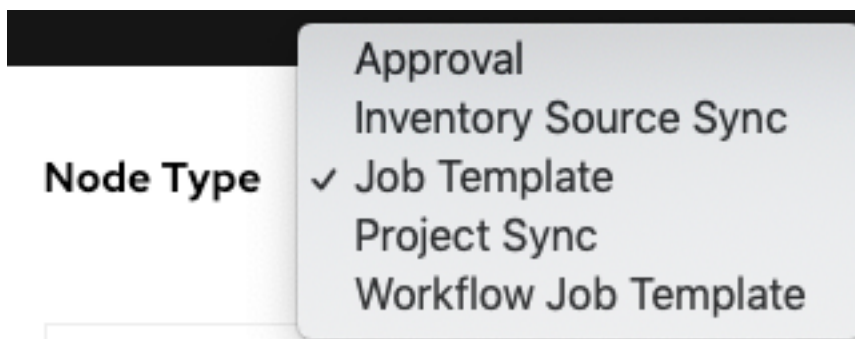 Approval
Inventory Source Sync
Node Type ✓ Job Template
Project Sync
Workflow Job Template